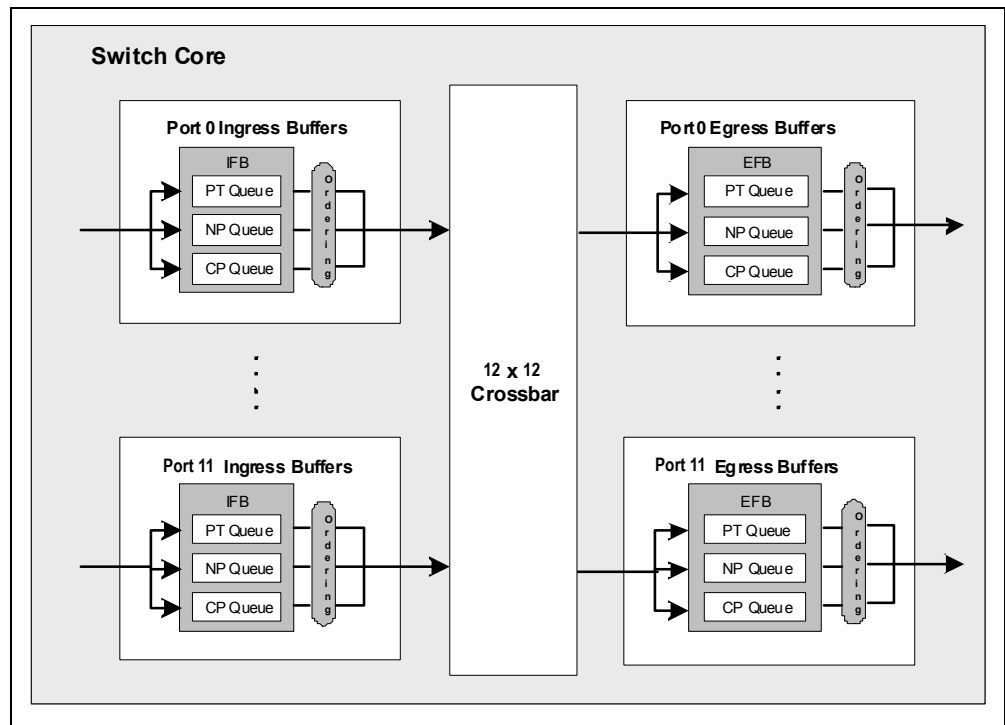 Switch Core
Port 0 Ingress Buffers
IFB
PT Queue
NP Queue
CP Queue
Ordering
Port0 Egress Buffers
EFB
PT Queue
NP Queue
CP Queue
Ordering
12 x 12
Crossbar
Port 11 Ingress Buffers
IFB
PT Queue
NP Queue
CP Queue
Ordering
Port 11 Egress Buffers
EFB
PT Queue
NP Queue
CP Queue
Ordering